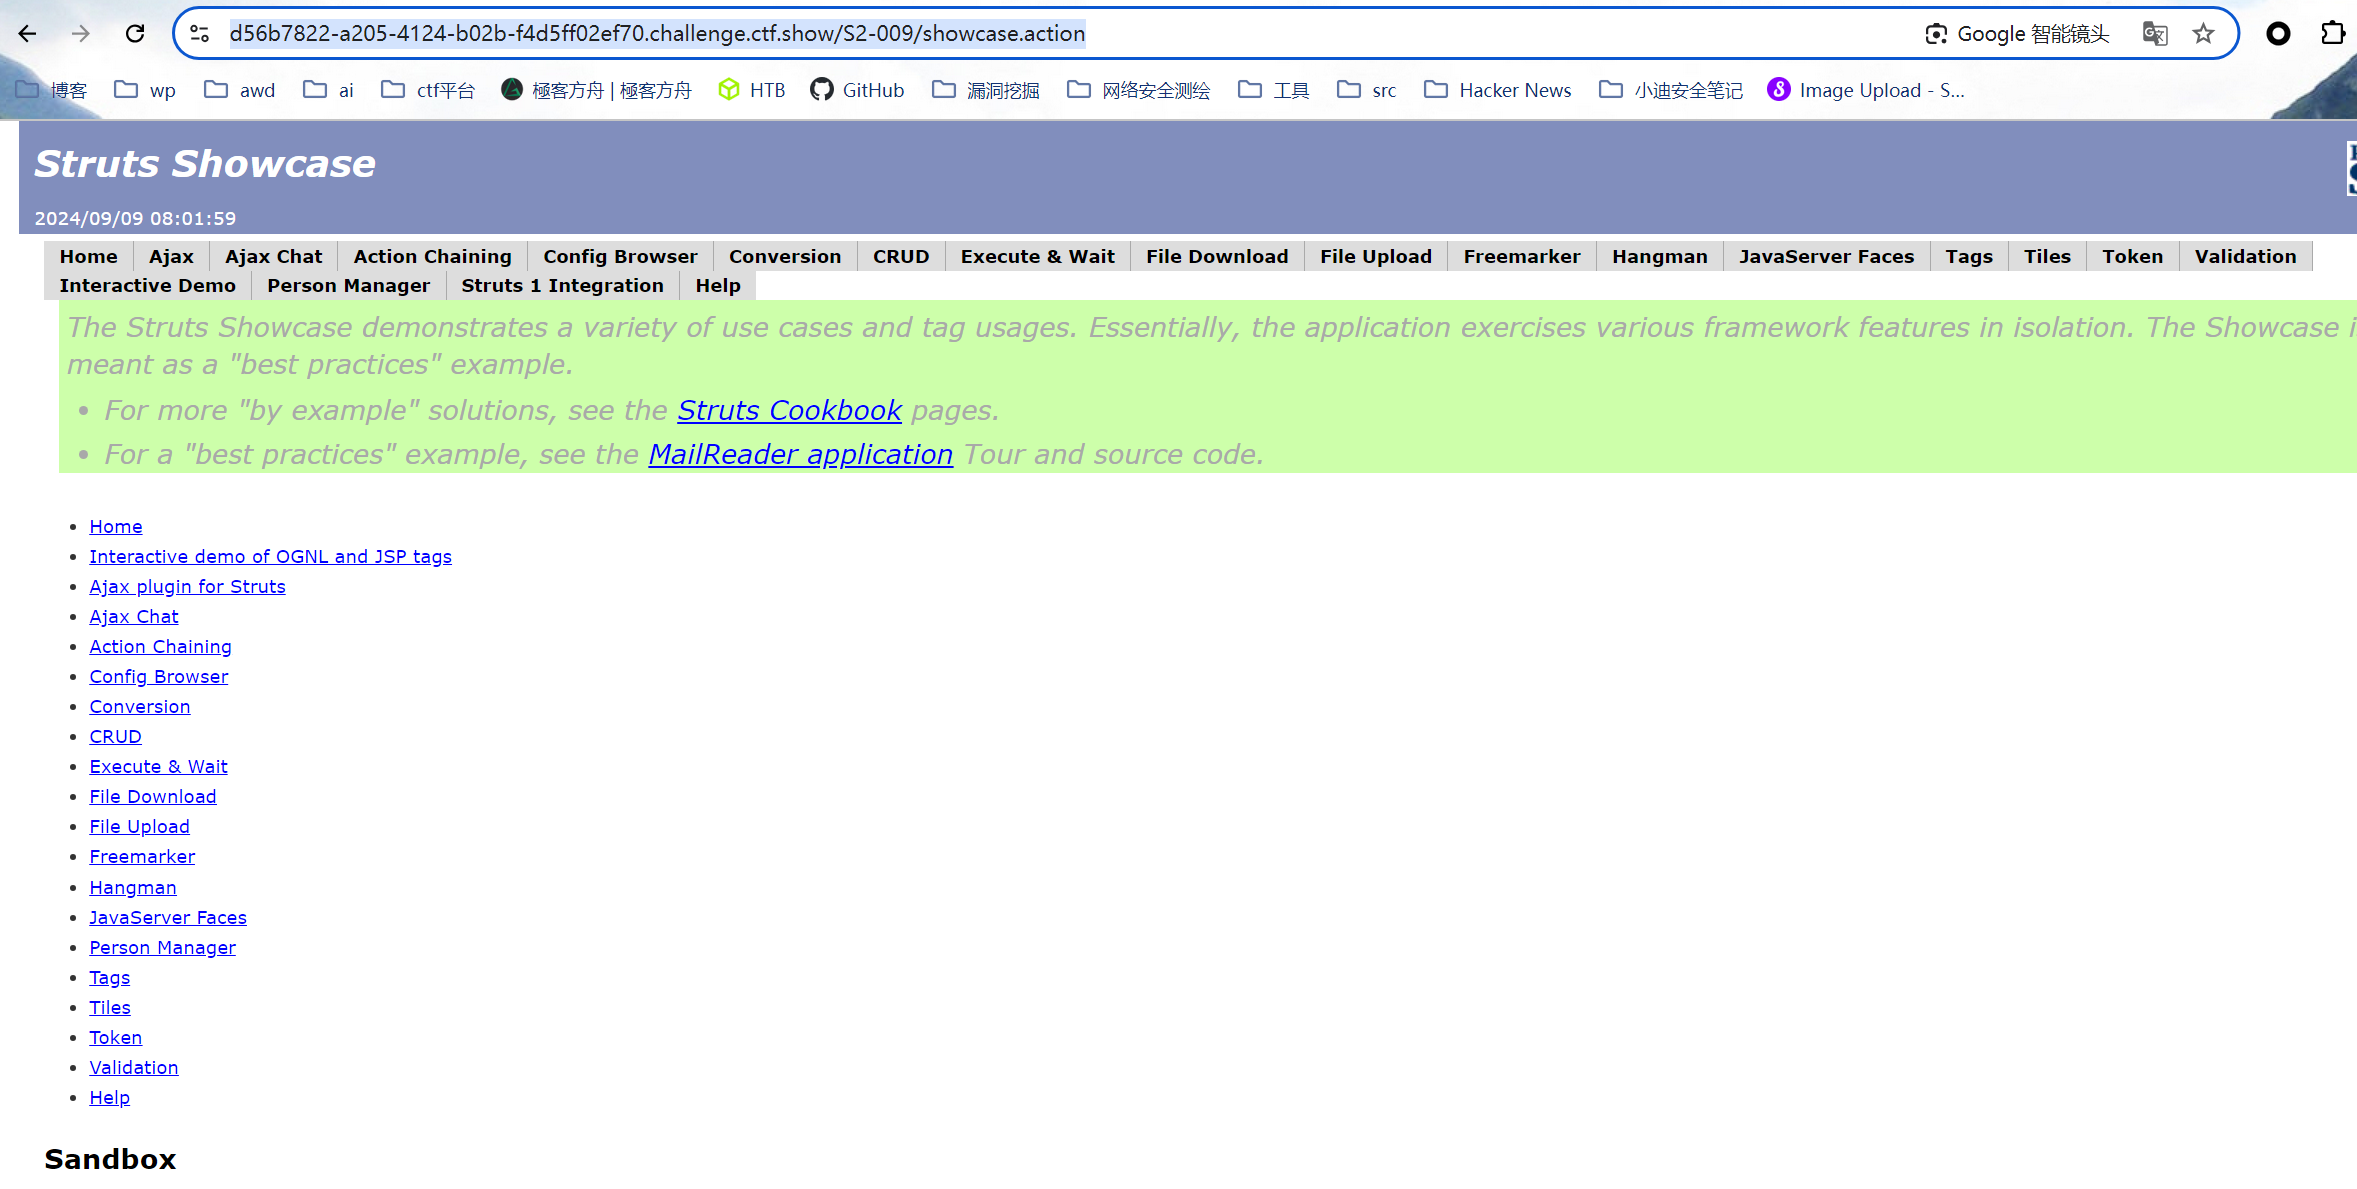 d56b7822-a205-4124-b02b-f4d5ff02ef70.challenge.ctf.show/S2-009/showcase.action Google 智能镜头
博客 wp awd ai ctf平台 極客方舟 | 極客方舟 HTB GitHub 漏洞挖掘 网络安全测绘 工具 src Hacker News 小迪安全笔记 Image Upload - S...
Struts Showcase
2024/09/09 08:01:59
Home Ajax Ajax Chat Action Chaining Config Browser Conversion CRUD Execute & Wait File Download File Upload Freemarker Hangman JavaServer Faces Tags Tiles Token Validation
Interactive Demo Person Manager Struts 1 Integration Help
The Struts Showcase demonstrates a variety of use cases and tag usages. Essentially, the application exercises various framework features in isolation. The Showcase
meant as a "best practices" example.
• For more "by example" solutions, see the Struts Cookbook pages.
• For a "best practices" example, see the MailReader application Tour and source code.
• Home
• Interactive demo of OGNL and JSP tags
• Ajax plugin for Struts
• Ajax Chat
• Action Chaining
• Config Browser
• Conversion
• CRUD
• Execute & Wait
• File Download
• File Upload
• Freemarker
• Hangman
• JavaServer Faces
• Person Manager
• Tags
• Tiles
• Token
• Validation
• Help
Sandbox